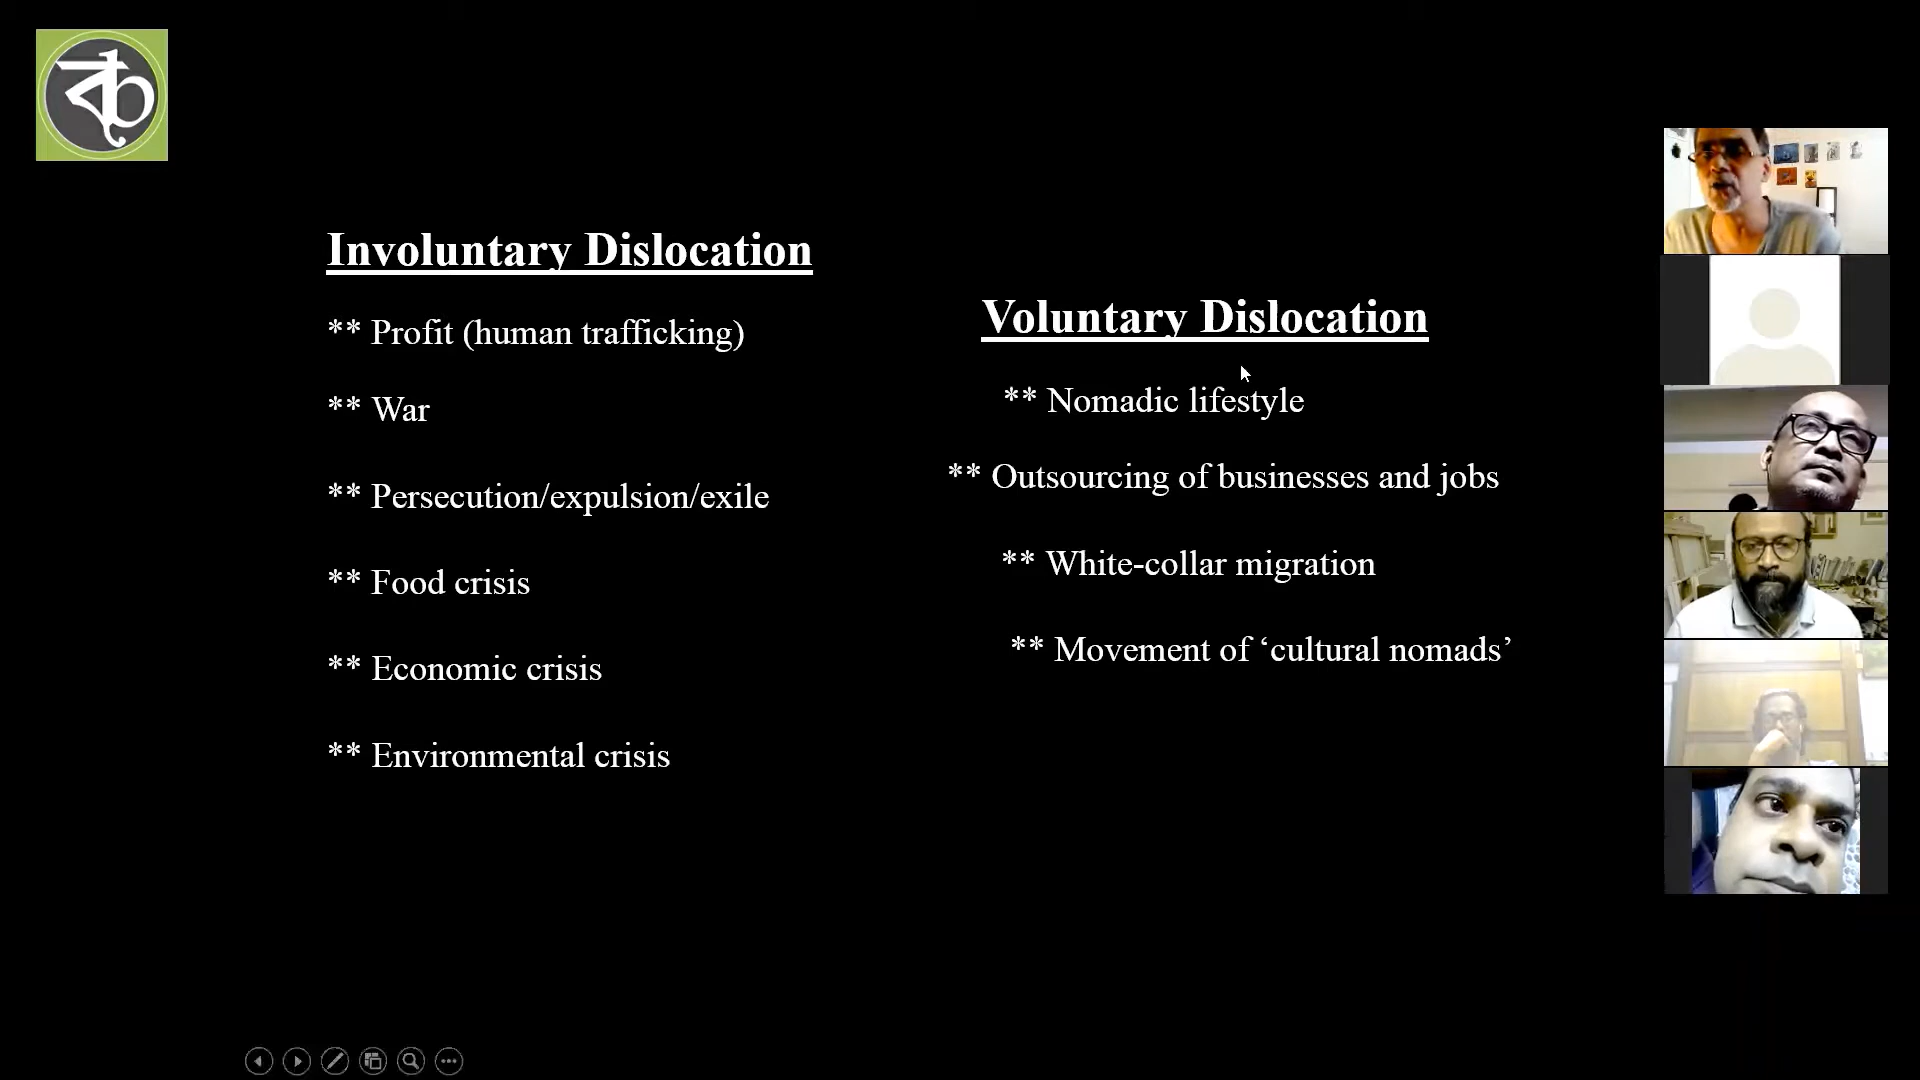 Involuntary Dislocation
** Profit (human trafficking)
** War
** Persecution/expulsion/exile
** Food crisis
** Economic crisis
** Environmental crisis
Voluntary Dislocation
** Nomadic lifestyle
** Outsourcing of businesses and jobs
** White-collar migration
** Movement of ‘cultural nomads’